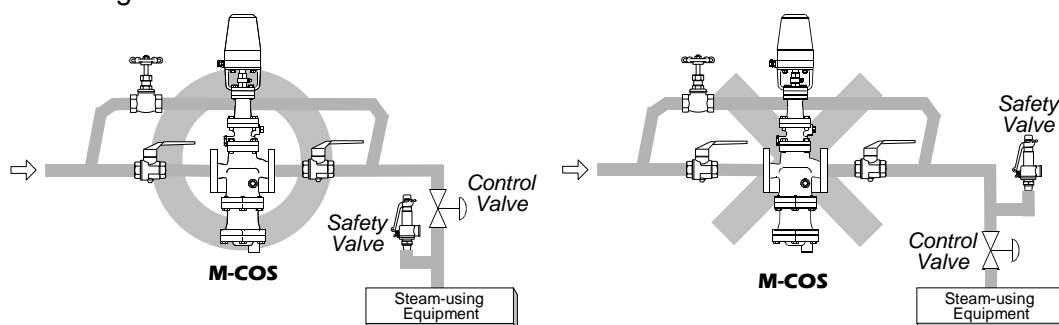 Control
Valve
Safety
Valve
M-COS
Steam-using
Equipment
Safety
Valve
Control
Valve
M-COS
Steam-using
Equipment